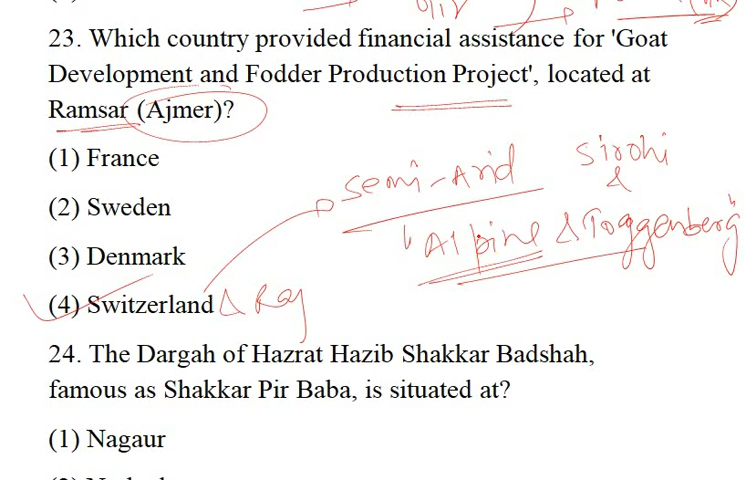 23. Which country provided financial assistance for 'Goat
Development and Fodder Production Project', located at
Ramsar (Ajmer)?
(1) France
semi-Arid Sirohi
&
(2) Sweden
"Alpine & Toggenberg"
(3) Denmark
(4) Switzerland & Raj
24. The Dargah of Hazrat Hazib Shakkar Badshah,
famous as Shakkar Pir Baba, is situated at?
(1) Nagaur